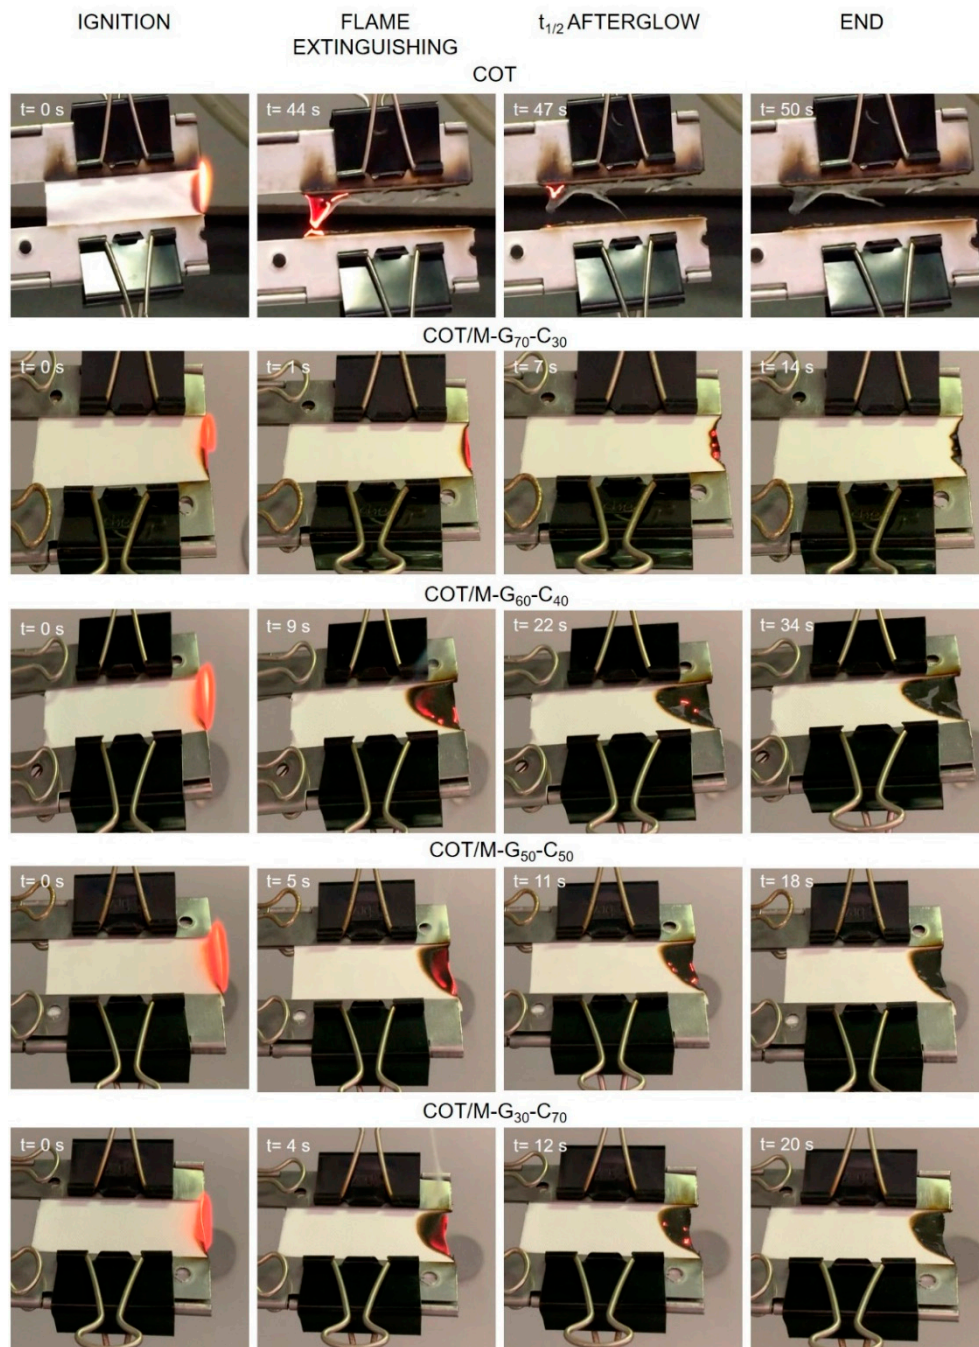 IGNITION
FLAME EXTINGUISHING
t1/2 AFTERGLOW
END
COT
t= 0 s
t= 44 s
t= 47 s
t= 50 s
COT/M-G70-C30
t= 0 s
t= 1 s
t= 7 s
t= 14 s
COT/M-G60-C40
t= 0 s
t= 9 s
t= 22 s
t= 34 s
COT/M-G50-C50
t= 0 s
t= 5 s
t= 11 s
t= 18 s
COT/M-G30-C70
t= 0 s
t= 4 s
t= 12 s
t= 20 s